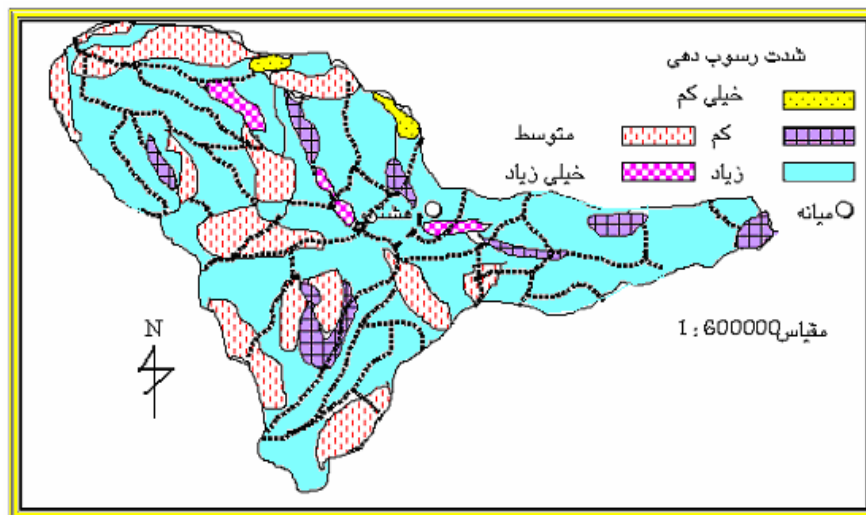 شدت رسوب دهی
خیلی کم
کم متوسط
زیاد خیلی زیاد
میانه
مقیاس 1:600000
N